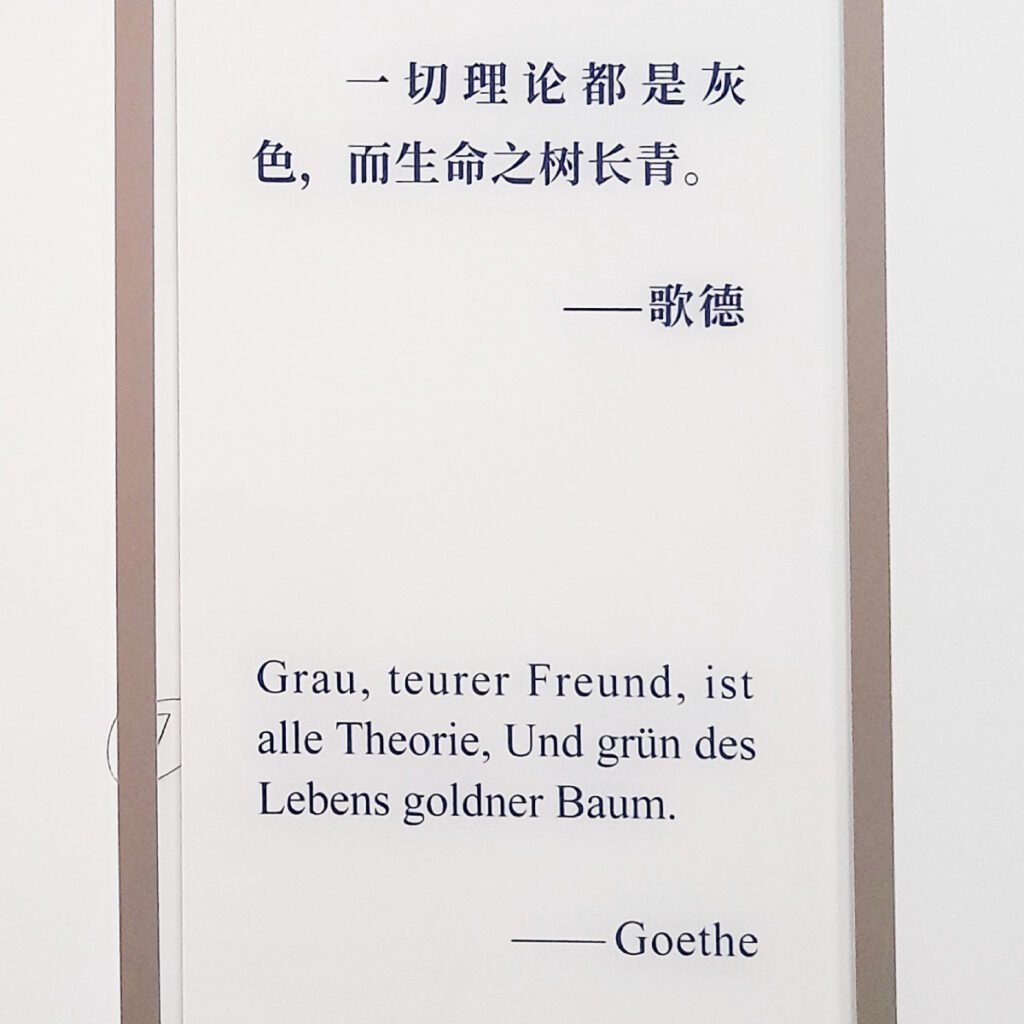 一切理论都是灰
色，而生命之树长青。
——歌德
Grau, teurer Freund, ist
alle Theorie, Und grün des
Lebens goldner Baum.
——Goethe